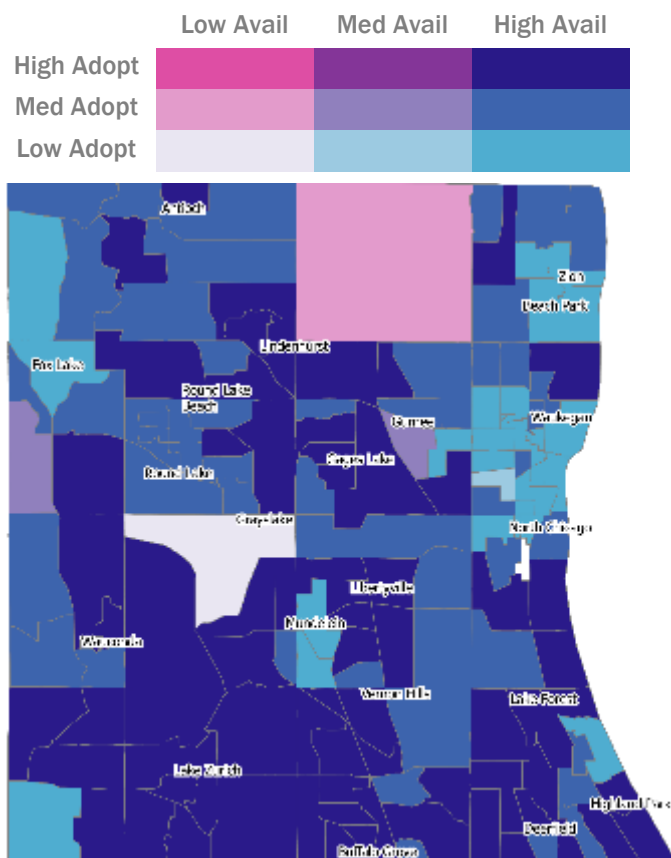 Low Avail Med Avail High Avail
High Adopt
Med Adopt
Low Adopt
Antioch
Zion
Beach Park
Lindenhurst
Fox Lake
Round Lake
Beach
Gurnee
Waukegan
Gages Lake
Round Lake
Grayslake
North Chicago
Libertyville
Mundelein
Wauconda
Vernon Hills
Lake Forest
Lake Zurich
Highland Park
Deerfield
Buffalo Grove